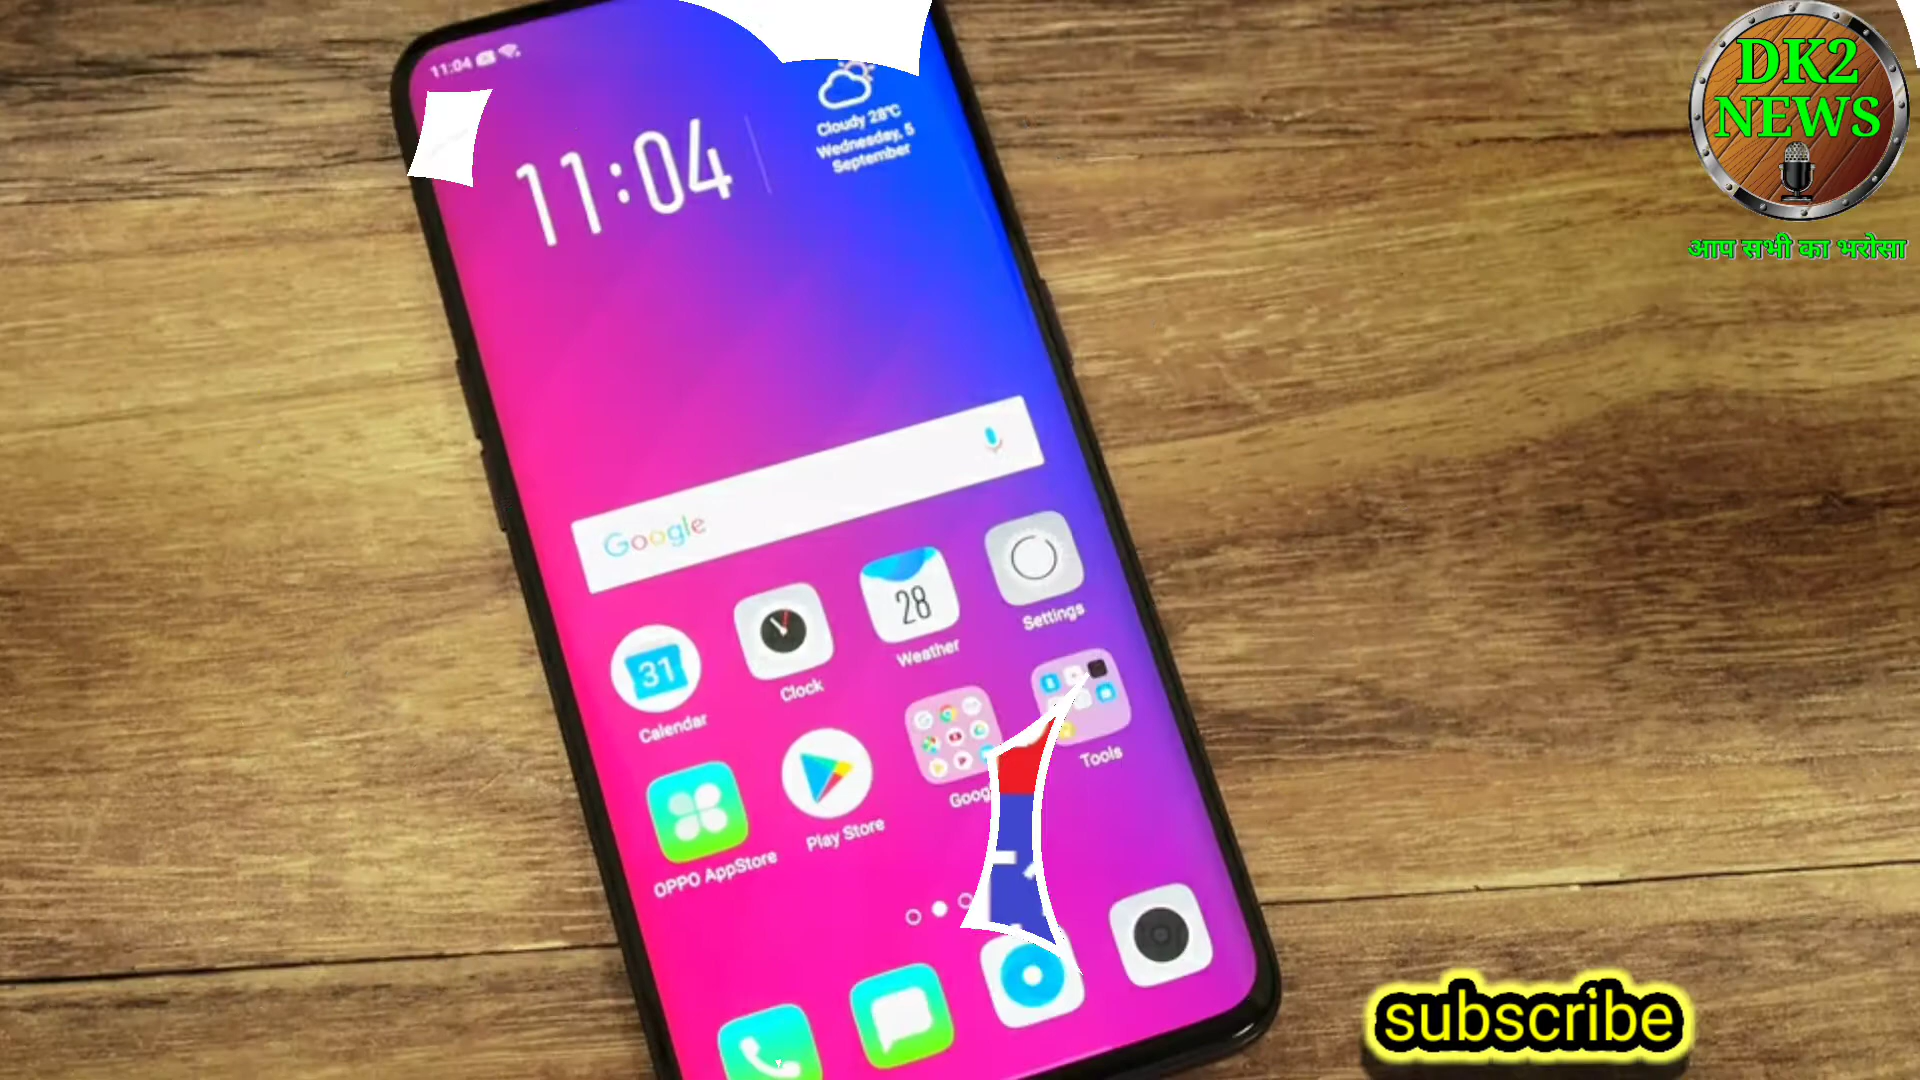 11:04
11:04
Cloudy 28°C
Wednesday, 5
September
Google
31
Calendar
Clock
28
Weather
Settings
OPPO AppStore
Play Store
Tools
DK2
NEWS
आप सभी का भरोसा
subscribe